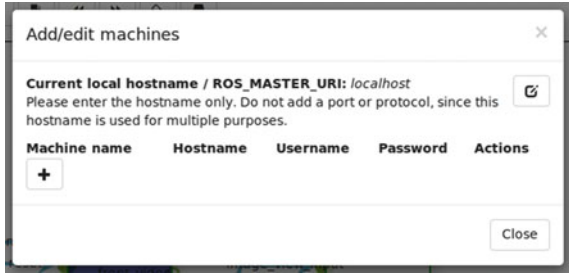 Add/edit machines ×
Current local hostname / ROS_MASTER_URI: localhost
Please enter the hostname only. Do not add a port or protocol, since this
hostname is used for multiple purposes.
Machine name Hostname Username Password Actions
+
Close